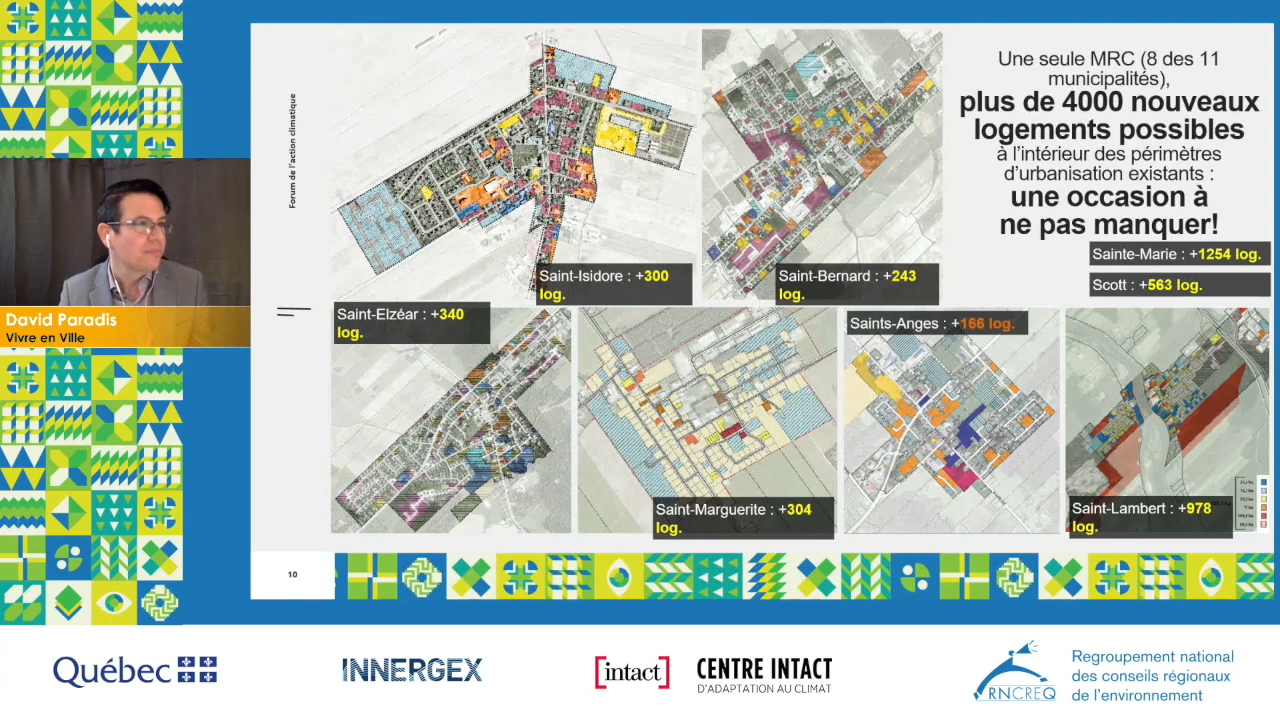 Forum de l'action climatique
Une seule MRC (8 des 11
municipalités),
plus de 4000 nouveaux
logements possibles
à l'intérieur des périmètres
d'urbanisation existants :
une occasion à
ne pas manquer!
Sainte-Marie : +1254 log.
Scott : +563 log.
Saint-Isidore : +300
log.
Saint-Bernard : +243
log.
Saint-Elzéar : +340
log.
Saints-Anges : +166 log.
Saint-Marguerite : +304
log.
Saint-Lambert : +978
log.
David Paradis
Vivre en Ville
10
Québec
INNERGEX
[intact]
CENTRE INTACT
D'ADAPTATION AU CLIMAT
RNCREQ
Regroupement national
des conseils régionaux
de l'environnement